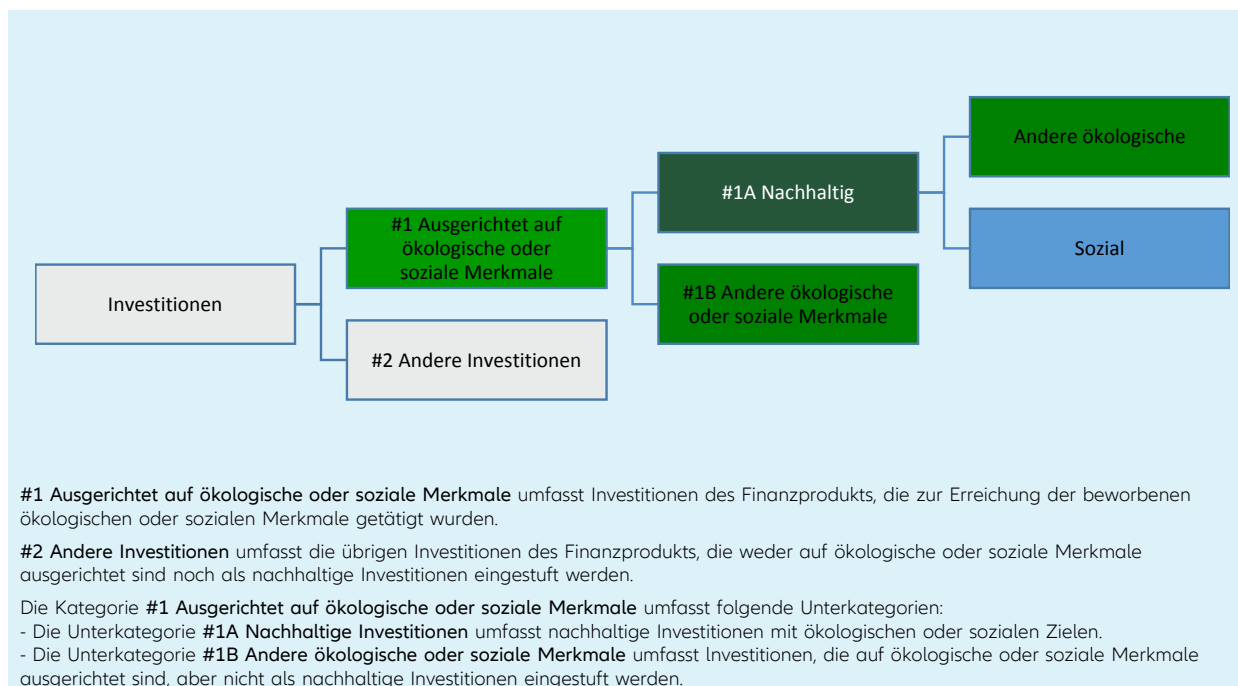 Andere ökologische
#1A Nachhaltig
#1 Ausgerichtet auf
ökologische oder
soziale Merkmale
Sozial
Investitionen
#1B Andere ökologische
oder soziale Merkmale
#2 Andere Investitionen
#1 Ausgerichtet auf ökologische oder soziale Merkmale umfasst Investitionen des Finanzprodukts, die zur Erreichung der beworbenen
ökologischen oder sozialen Merkmale getätigt wurden.
#2 Andere Investitionen umfasst die übrigen Investitionen des Finanzprodukts, die weder auf ökologische oder soziale Merkmale
ausgerichtet sind noch als nachhaltige Investitionen eingestuft werden.
Die Kategorie #1 Ausgerichtet auf ökologische oder soziale Merkmale umfasst folgende Unterkategorien:
- Die Unterkategorie #1A Nachhaltige Investitionen umfasst nachhaltige Investitionen mit ökologischen oder sozialen Zielen.
- Die Unterkategorie #1B Andere ökologische oder soziale Merkmale umfasst lnvestitionen, die auf ökologische oder soziale Merkmale
ausgerichtet sind, aber nicht als nachhaltige Investitionen eingestuft werden.